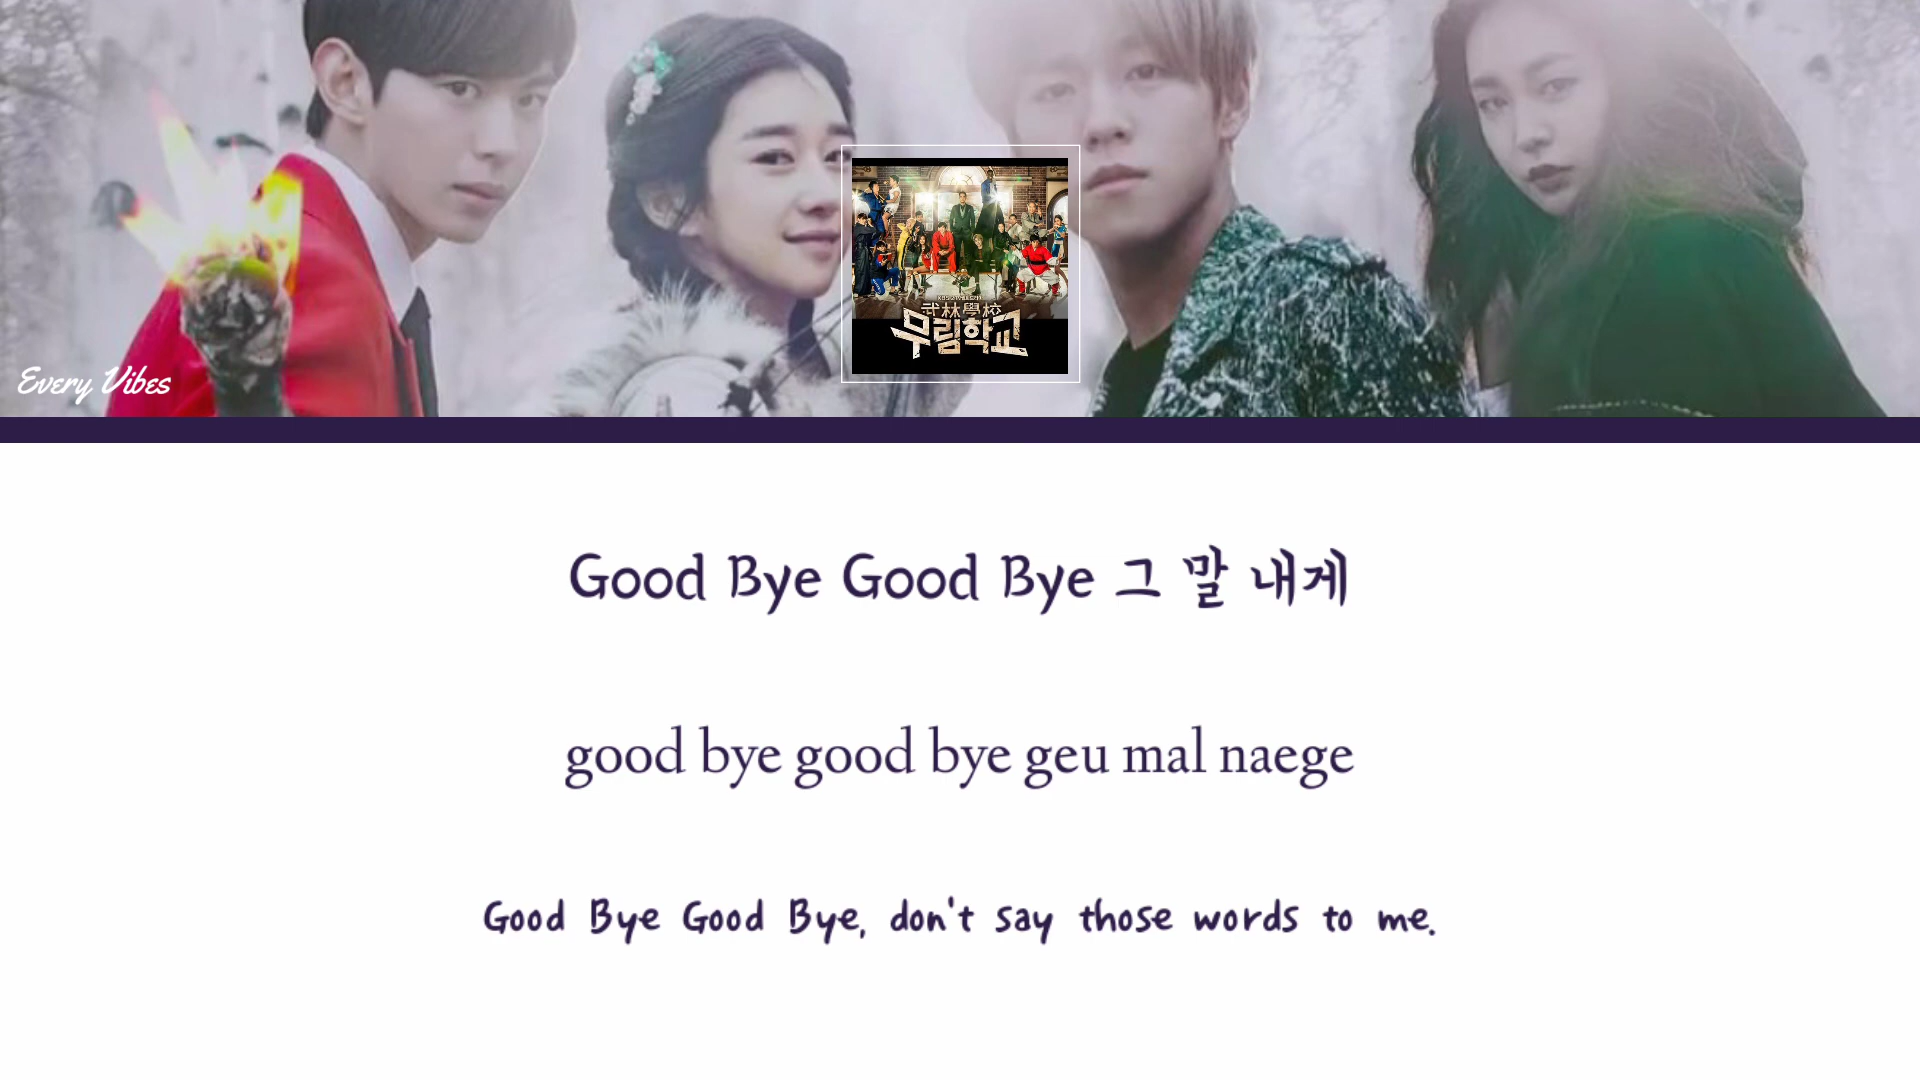 武林學校
무림학교
Every Vibes
Good Bye Good Bye 그 말 내게
good bye good bye geu mal naege
Good Bye Good Bye, don't say those words to me.